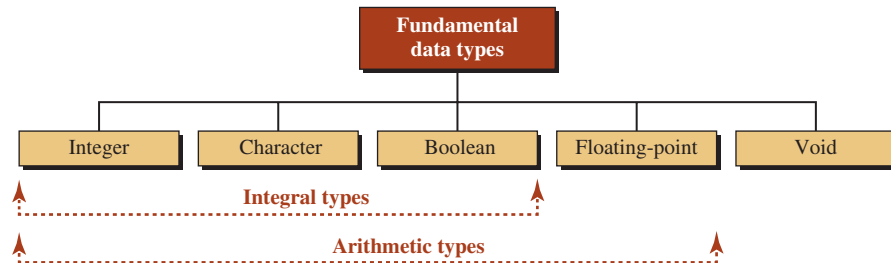 Fundamental
data types
Integer
Character
Boolean
Floating-point
Void
Integral types
Arithmetic types